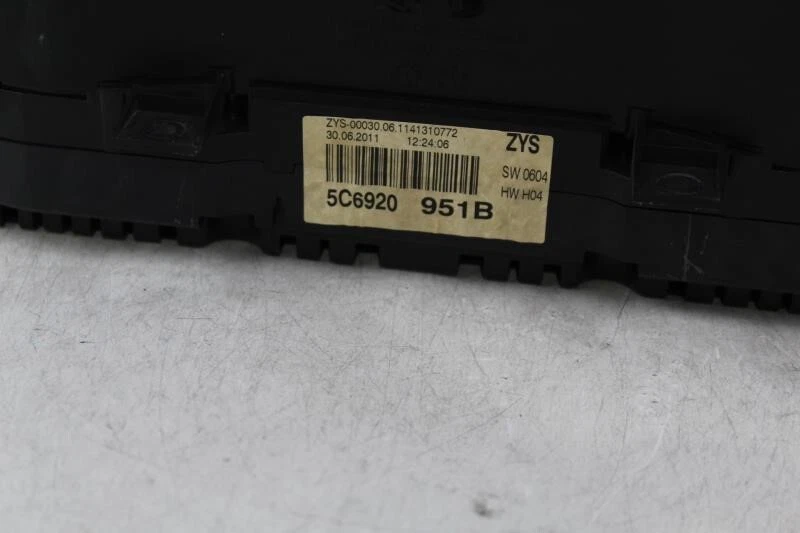 ZYS-00030.06.1141310772
30.06.2011 12:24:06
ZYS
SW 0604
HW H04
5C6920 951B